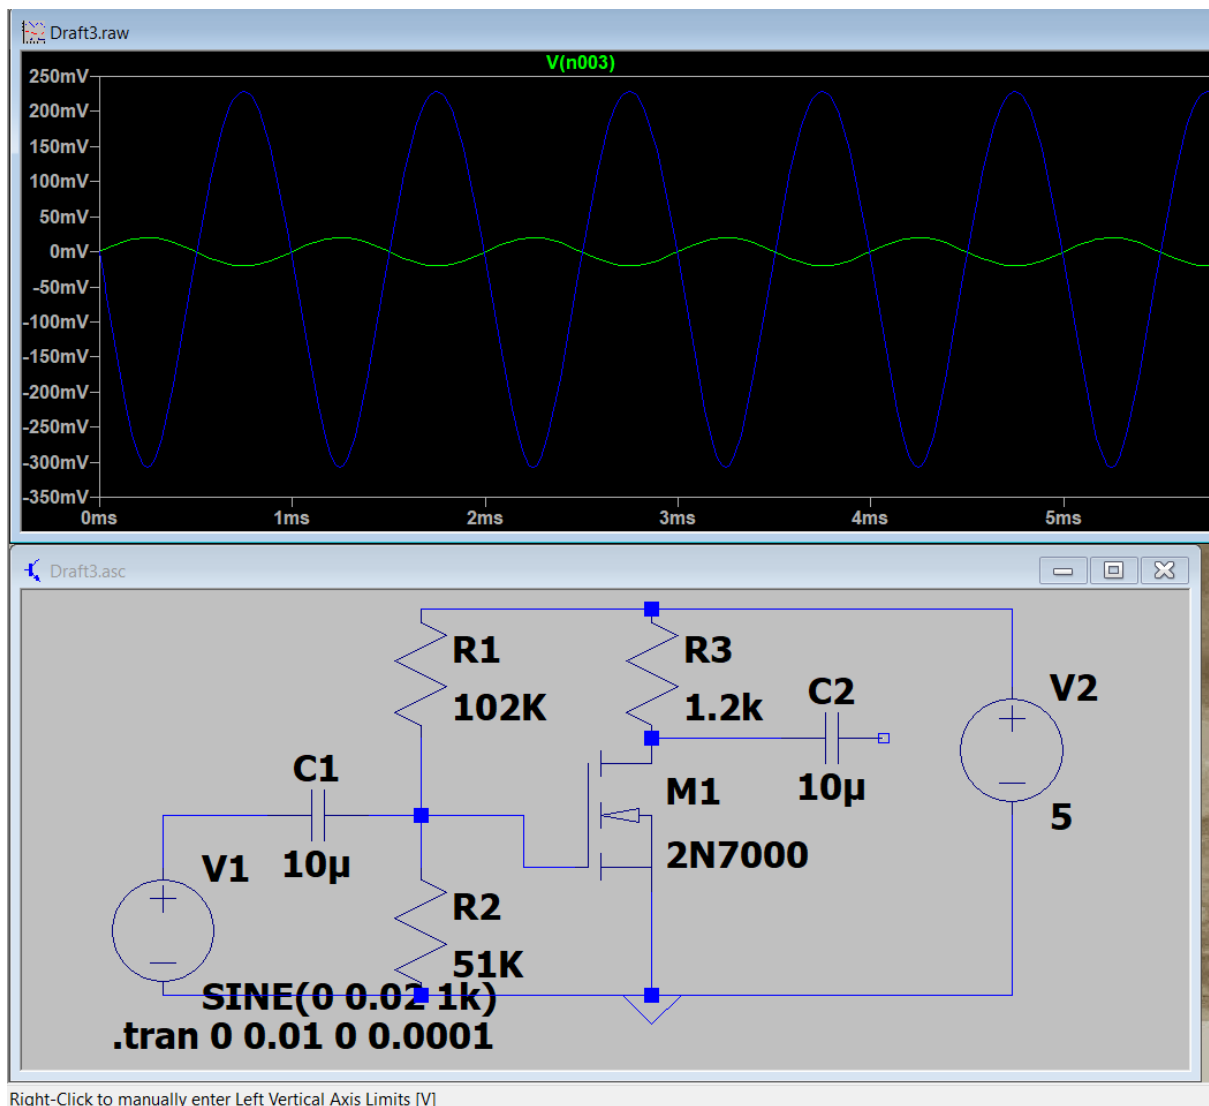 Draft3.raw
V(n003)
250mV
200mV
150mV
100mV
50mV
0mV
-50mV
-100mV
-150mV
-200mV
-250mV
-300mV
-350mV
0ms 1ms 2ms 3ms 4ms 5ms
Draft3.asc
R1
102K
R3
1.2k
C2
10µ
V2
5
C1
10µ
M1
2N7000
V1
R2
51K
SINE(0 0.02 1k)
.tran 0 0.01 0 0.0001
Right-Click to manually enter Left Vertical Axis Limits [V]